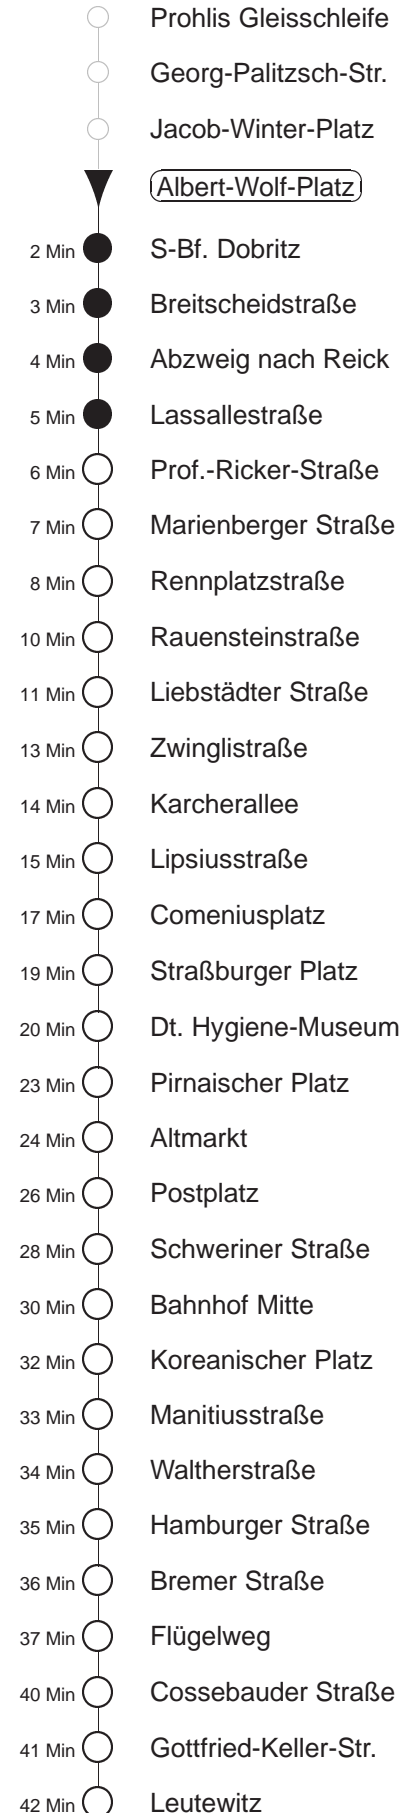 Prohlis Gleisschleife
Georg-Palitzsch-Str.
Jacob-Winter-Platz
Albert-Wolf-Platz
2 Min S-Bf. Dobritz
3 Min Breitscheidstraße
4 Min Abzweig nach Reick
5 Min Lassallestraße
6 Min Prof.-Ricker-Straße
7 Min Marienberger Straße
8 Min Rennplatzstraße
10 Min Rauensteinstraße
11 Min Liebstädter Straße
13 Min Zwinglistraße
14 Min Karcherallee
15 Min Lipsiusstraße
17 Min Comeniusplatz
19 Min Straßburger Platz
20 Min Dt. Hygiene-Museum
23 Min Pirnaischer Platz
24 Min Altmarkt
26 Min Postplatz
28 Min Schweriner Straße
30 Min Bahnhof Mitte
32 Min Koreanischer Platz
33 Min Manitiusstraße
34 Min Waltherstraße
35 Min Hamburger Straße
36 Min Bremer Straße
37 Min Flügelweg
40 Min Cossebauder Straße
41 Min Gottfried-Keller-Str.
42 Min Leutewitz